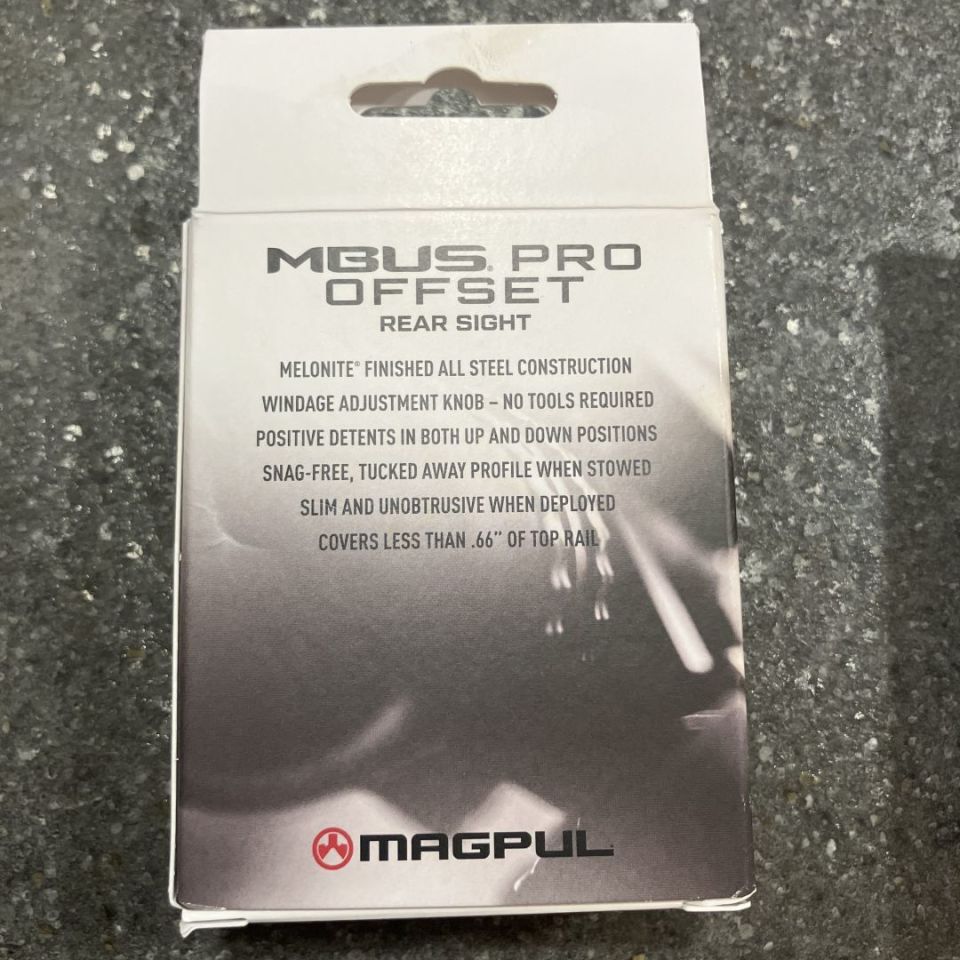 MBUS® PRO
OFFSET
REAR SIGHT
MELONITE® FINISHED ALL STEEL CONSTRUCTION
WINDAGE ADJUSTMENT KNOB – NO TOOLS REQUIRED
POSITIVE DETENTS IN BOTH UP AND DOWN POSITIONS
SNAG-FREE, TUCKED AWAY PROFILE WHEN STOWED
SLIM AND UNOBTRUSIVE WHEN DEPLOYED
COVERS LESS THAN .66” OF TOP RAIL
MAGPUL